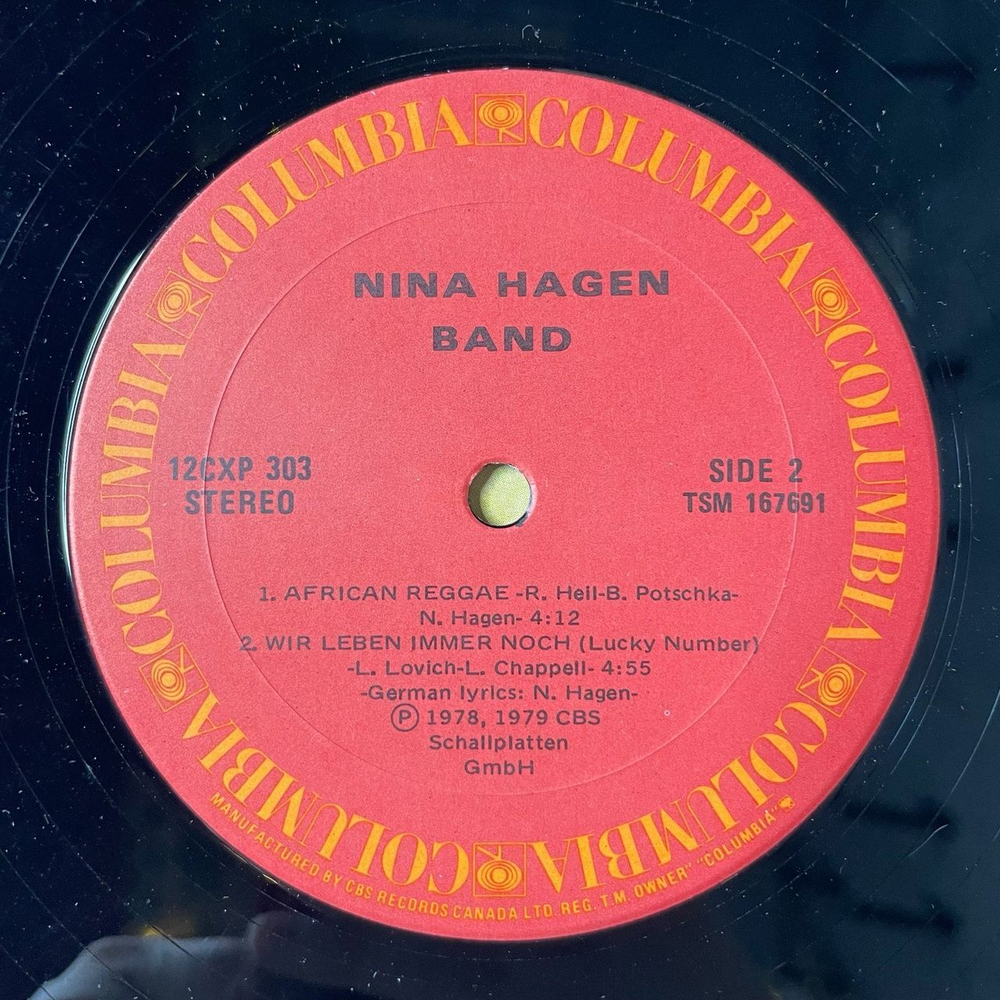 COLUMBIA COLUMBIA COLUMBIA COLUMBIA COLUMBIA COLUMBIA COLUMBIA COLUMBIA
NINA HAGEN
BAND
12CXP 303
STEREO
SIDE 2
TSM 167691
1. AFRICAN REGGAE -R. Heil-B. Potschka-
N. Hagen- 4:12
2. WIR LEBEN IMMER NOCH (Lucky Number)
-L. Lovich-L. Chappell- 4:55
-German lyrics: N. Hagen-
Ⓟ 1978, 1979 CBS
Schallplatten
GmbH
MANUFACTURED BY CBS RECORDS CANADA LTD. REG. T.M. OWNER" "COLUMBIA"